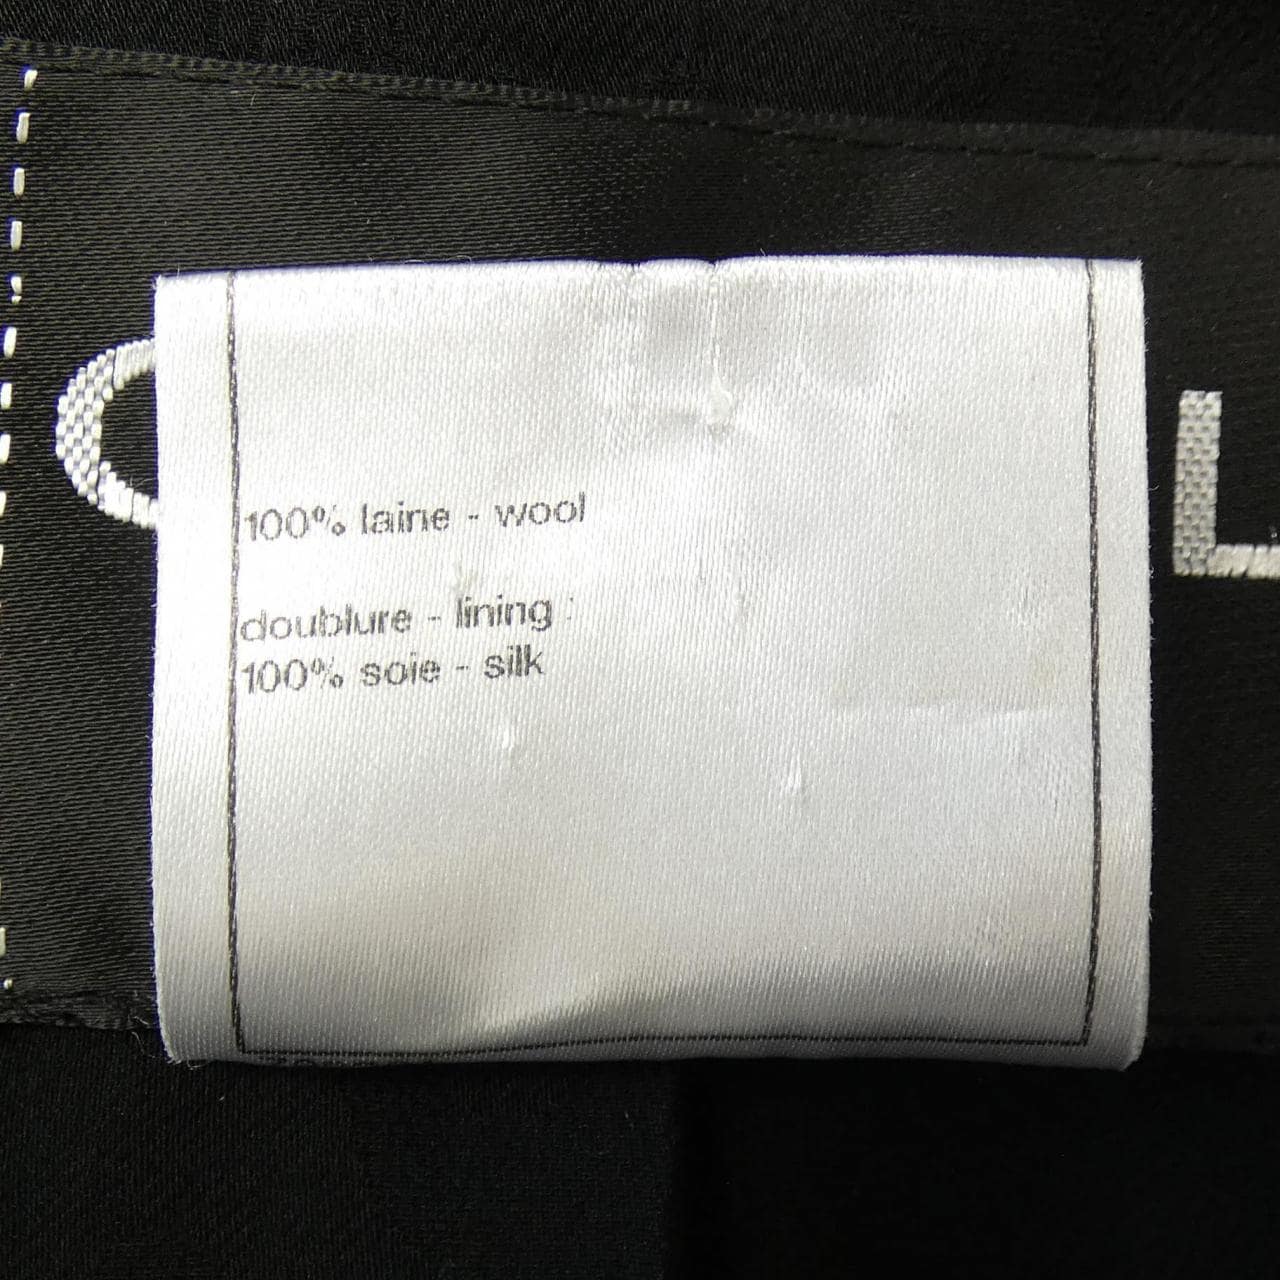 100% laine - wool
doublure - lining :
100% soie - silk